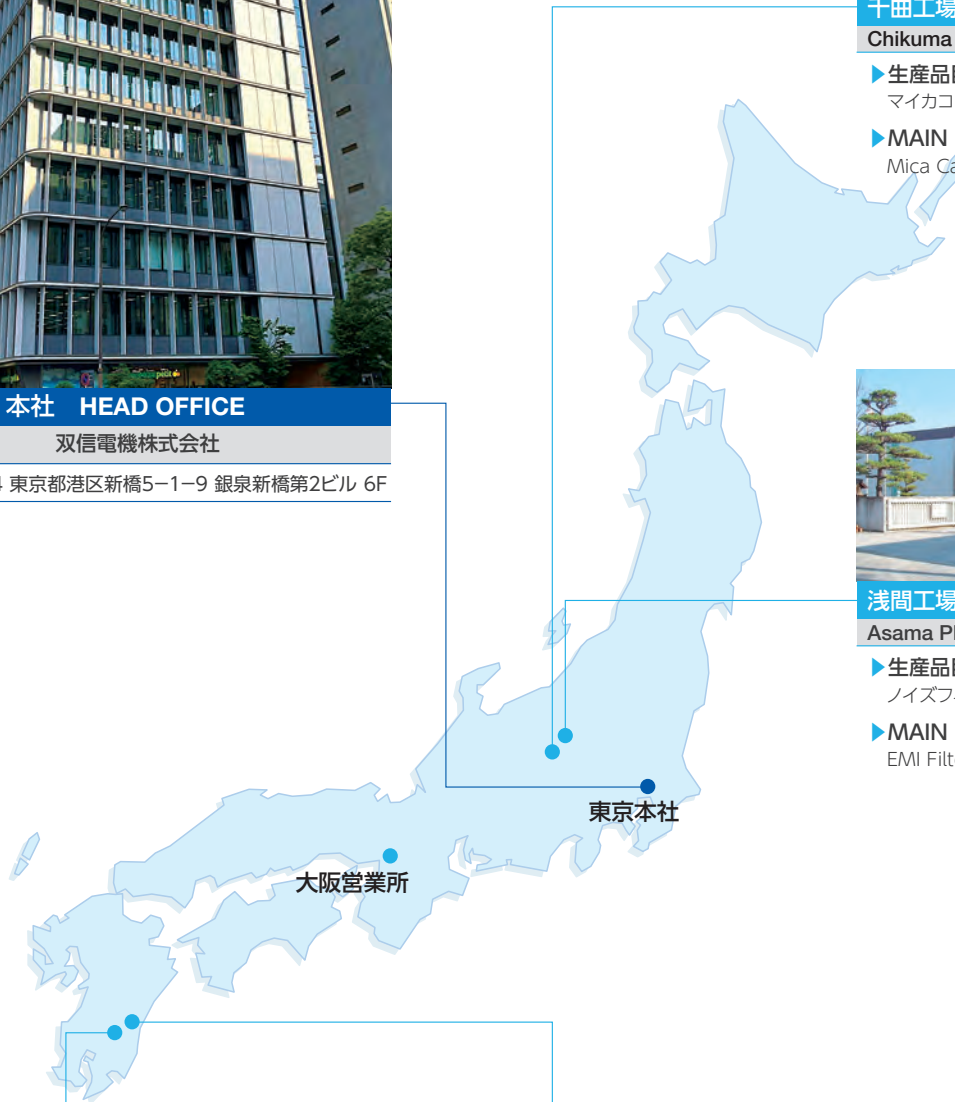 本社 HEAD OFFICE
双信電機株式会社
東京都港区新橋5−1−9 銀泉新橋第2ビル 6F
千曲工場
Chikuma
▶生産品
マイカコ
▶MAIN
Mica Ca
浅間工場
Asama
▶生産品
ノイズフ
▶MAIN
EMI Filt
東京本社
大阪営業所